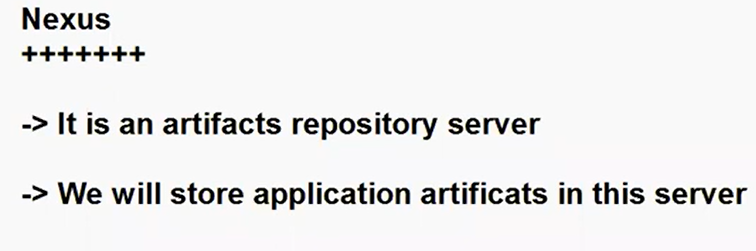 Nexus
+++++++
-> It is an artifacts repository server
-> We will store application artificats in this server